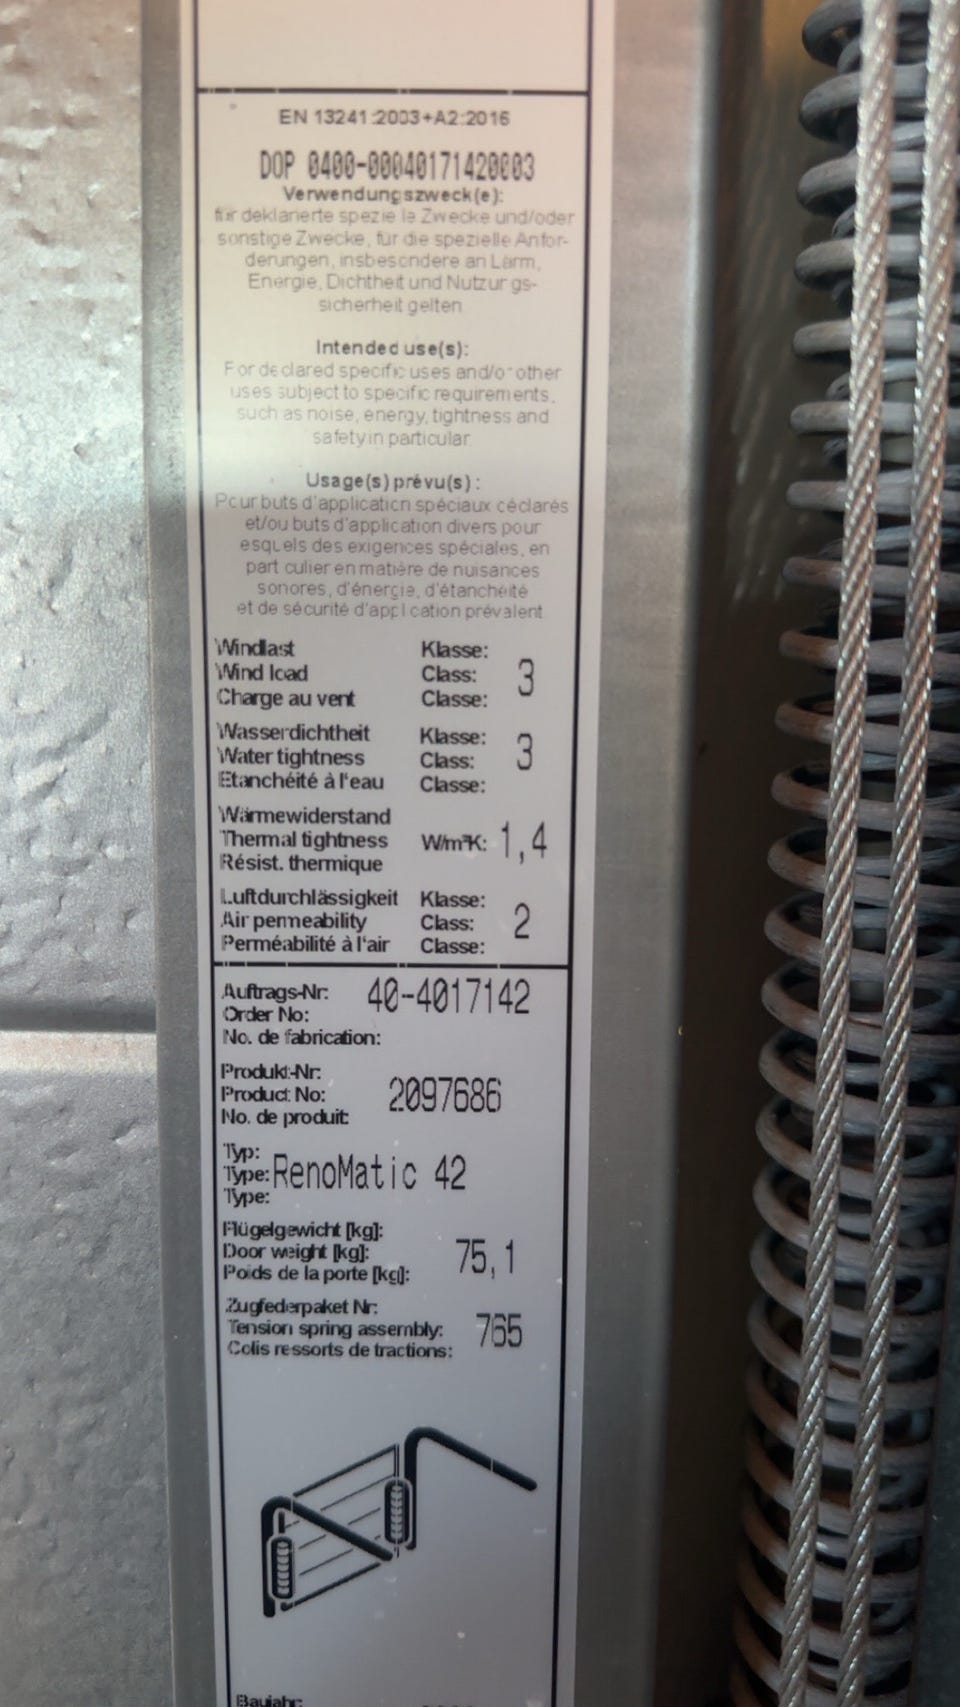 EN 13241:2003+A2:2016
DOP 0400-00040171420003
Verwendungszweck(e):
für deklarierte spezie le Zwecke und/oder
sonstige Zwecke, für die spezielle Anfor-
derungen, insbesondere an Lärm,
Energie, Dichtheit und Nutzungs-
sicherheit gelten
Intended use(s):
For declared specific uses and/or other
uses subject to specific requirements,
such as noise, energy, tightness and
safety in particular
Usage(s) prévu(s):
Pour buts d'application spéciaux déclarés
et/ou buts d'application divers pour
esquels des exigences spéciales, en
part culier en matière de nuisances
sonores, d'énergie, d'étanchéité
et de sécurité d'appl cation prévalent
Windlast Klasse:
Wind load Class: 3
Charge au vent Classe:
Wasserdichtheit Klasse:
Water tightness Class: 3
Etanchéité à l'eau Classe:
Wärmewiderstand
Thermal tightness W/m²K: 1,4
Résist. thermique
Luftdurchlässigkeit Klasse:
Air permeability Class: 2
Perméabilité à l'air Classe:
Auftrags-Nr: 40-4017142
Order No:
No. de fabrication:
Produkt-Nr:
Product No: 2097686
No. de produit:
Typ:
Type: RenoMatic 42
Type:
Flügelgewicht [kg]:
Door weight [kg]: 75,1
Poids de la porte [kg]:
Zugfederpaket Nr:
Tension spring assembly: 765
Colis ressorts de tractions:
Baujahr: